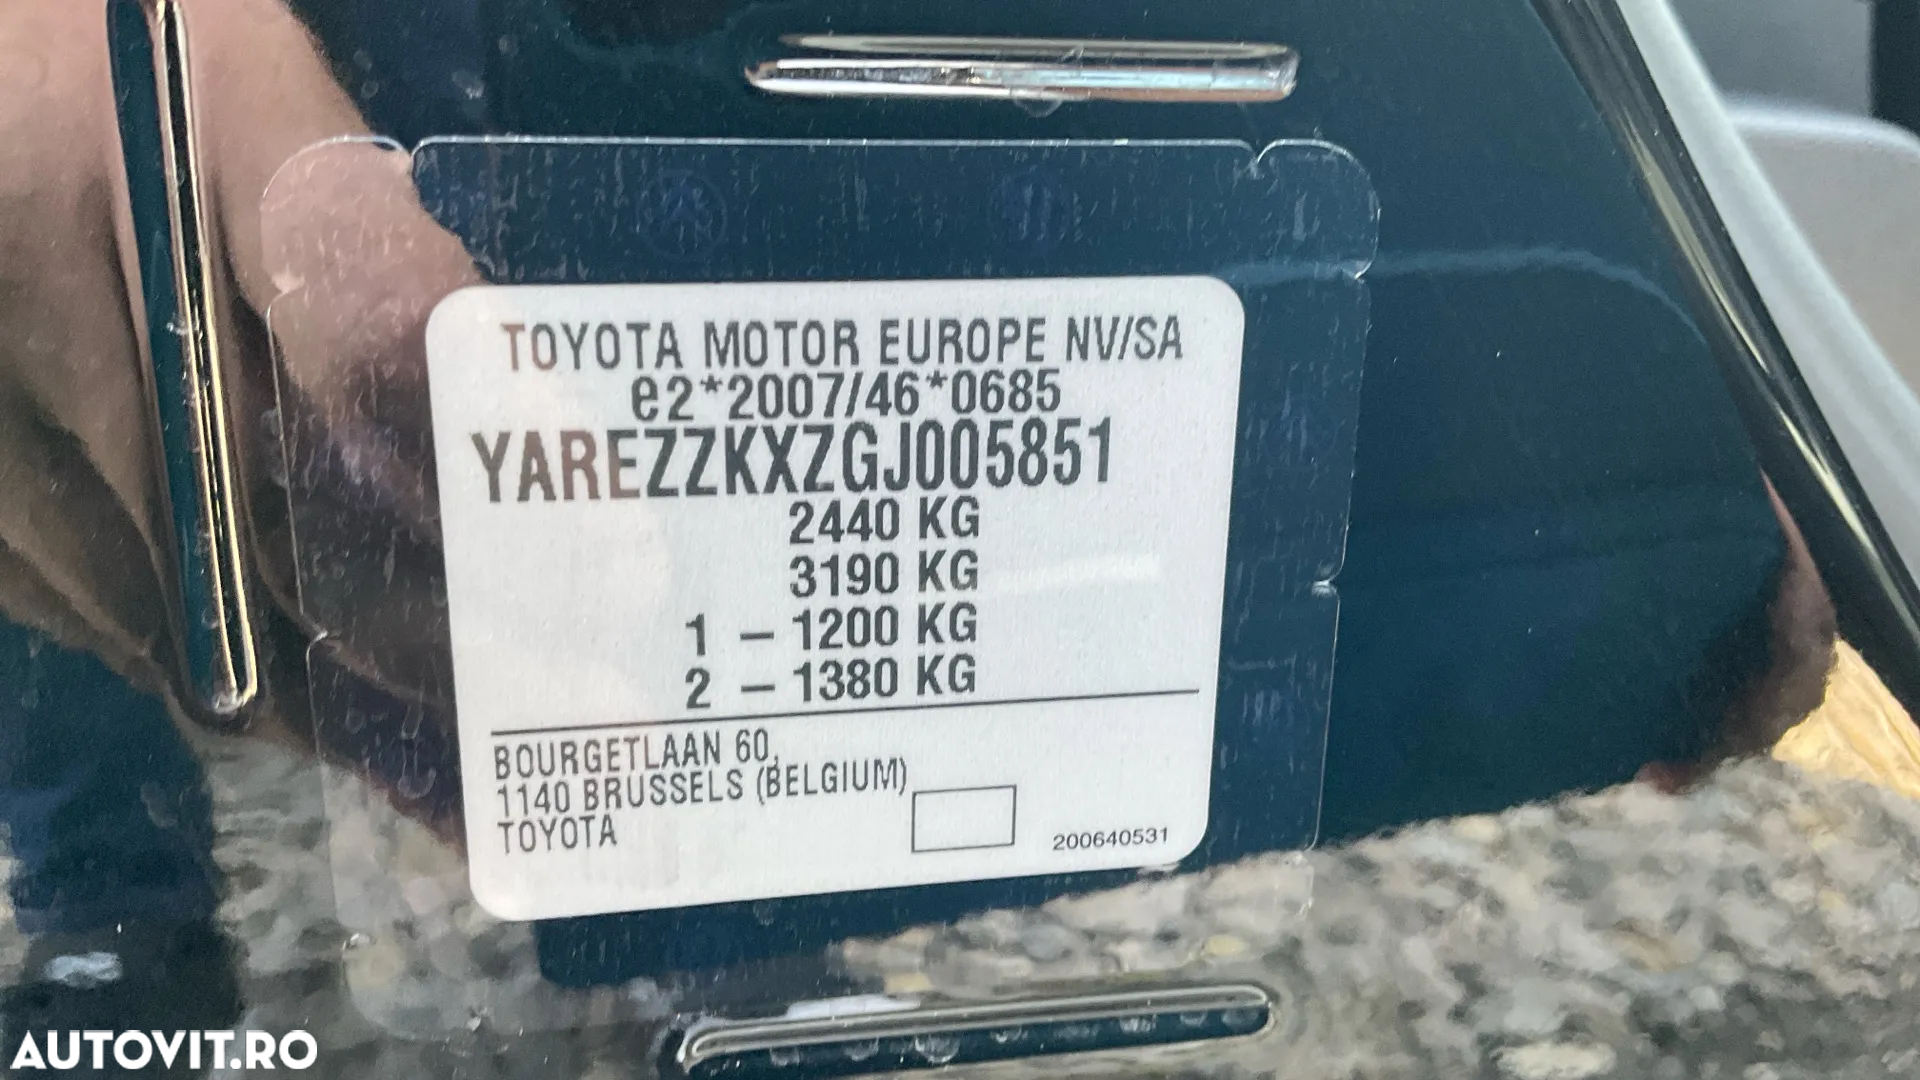 TOYOTA MOTOR EUROPE NV/SA
e2*2007/46*0685
YAREZZKXZGJ005851
2440 KG
3190 KG
1 – 1200 KG
2 – 1380 KG
BOURGETLAAN 60,
1140 BRUSSELS (BELGIUM)
TOYOTA
200640531
AUTOVIT.RO